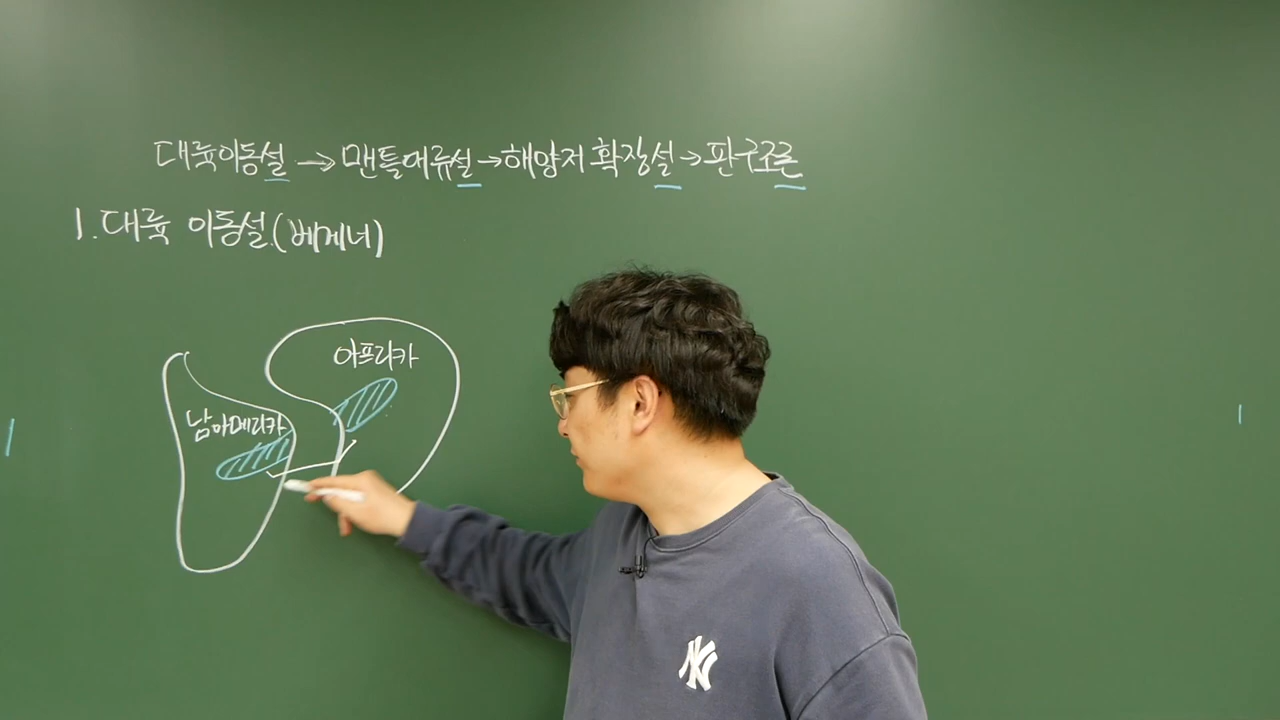 대륙이동설 → 맨틀대류설 → 해양저 확장설 → 판구조론
1. 대륙 이동설.(베게너)
아프리카
남아메리카
NY